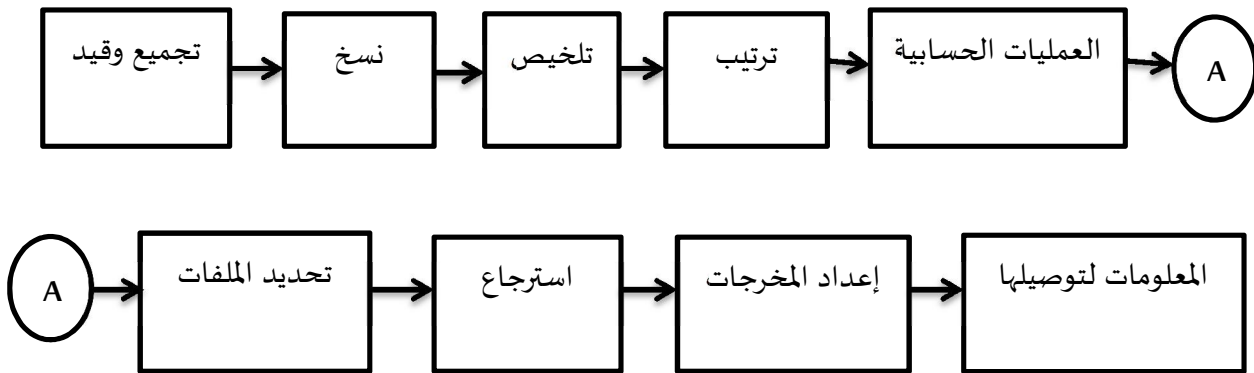 تجميع وقيد
نسخ
تلخيص
ترتيب
العمليات الحسابية
A
A
تحديد الملفات
استرجاع
إعداد المخرجات
المعلومات لتوصيلها